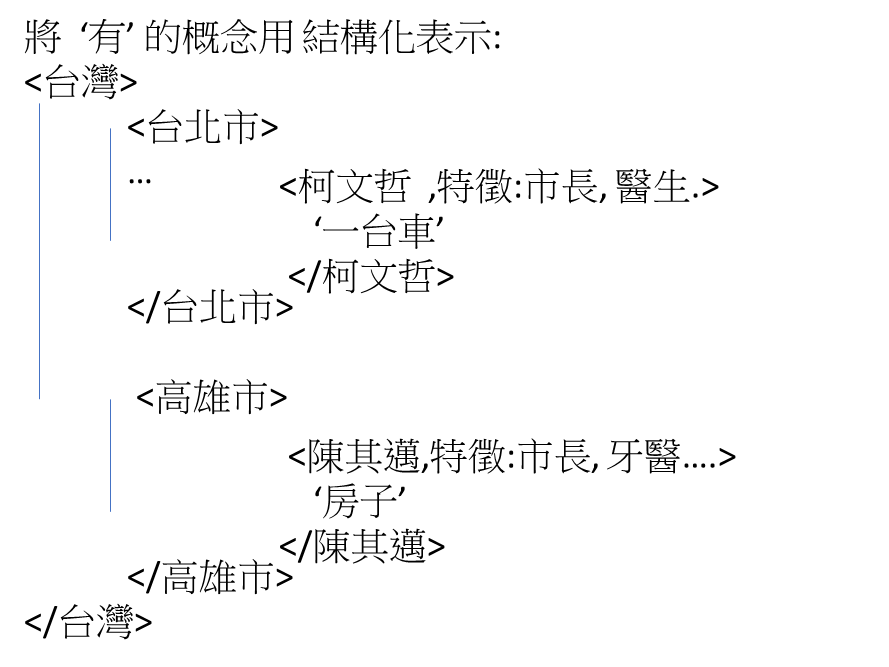 將 ‘有’ 的概念用結構化表示:
<台灣>
<台北市>
...
<柯文哲 ,特徵:市長, 醫生.>
‘一台車’
</柯文哲>
</台北市>
<高雄市>
<陳其邁,特徵:市長, 牙醫....>
‘房子’
</陳其邁>
</高雄市>
</台灣>